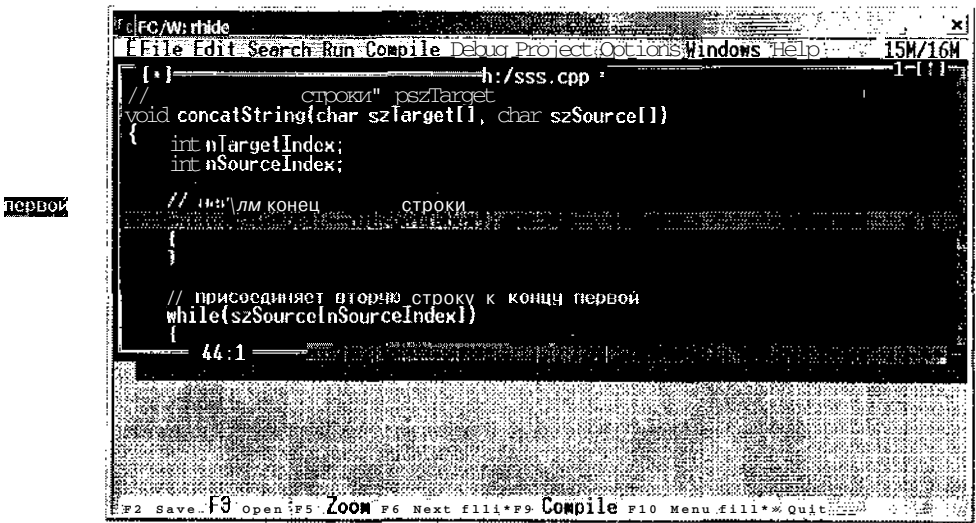 FC/W: rhide
File Edit Search Run Compile Debug Project Options Windows Help 15M/16M
h:/sss.cpp 1
// строки" pszTarget
void concatString(char szTarget[], char szSource[])
{
int nTargetIndex;
int nSourceIndex;
первой
// конец строки
{
}
// присоединяет вторую строку к концу первой
while(szSource[nSourceIndex])
{
44:1
F2 Save F3 Open F5 Zoom F6 Next F9 Compile F10 Menu Quit